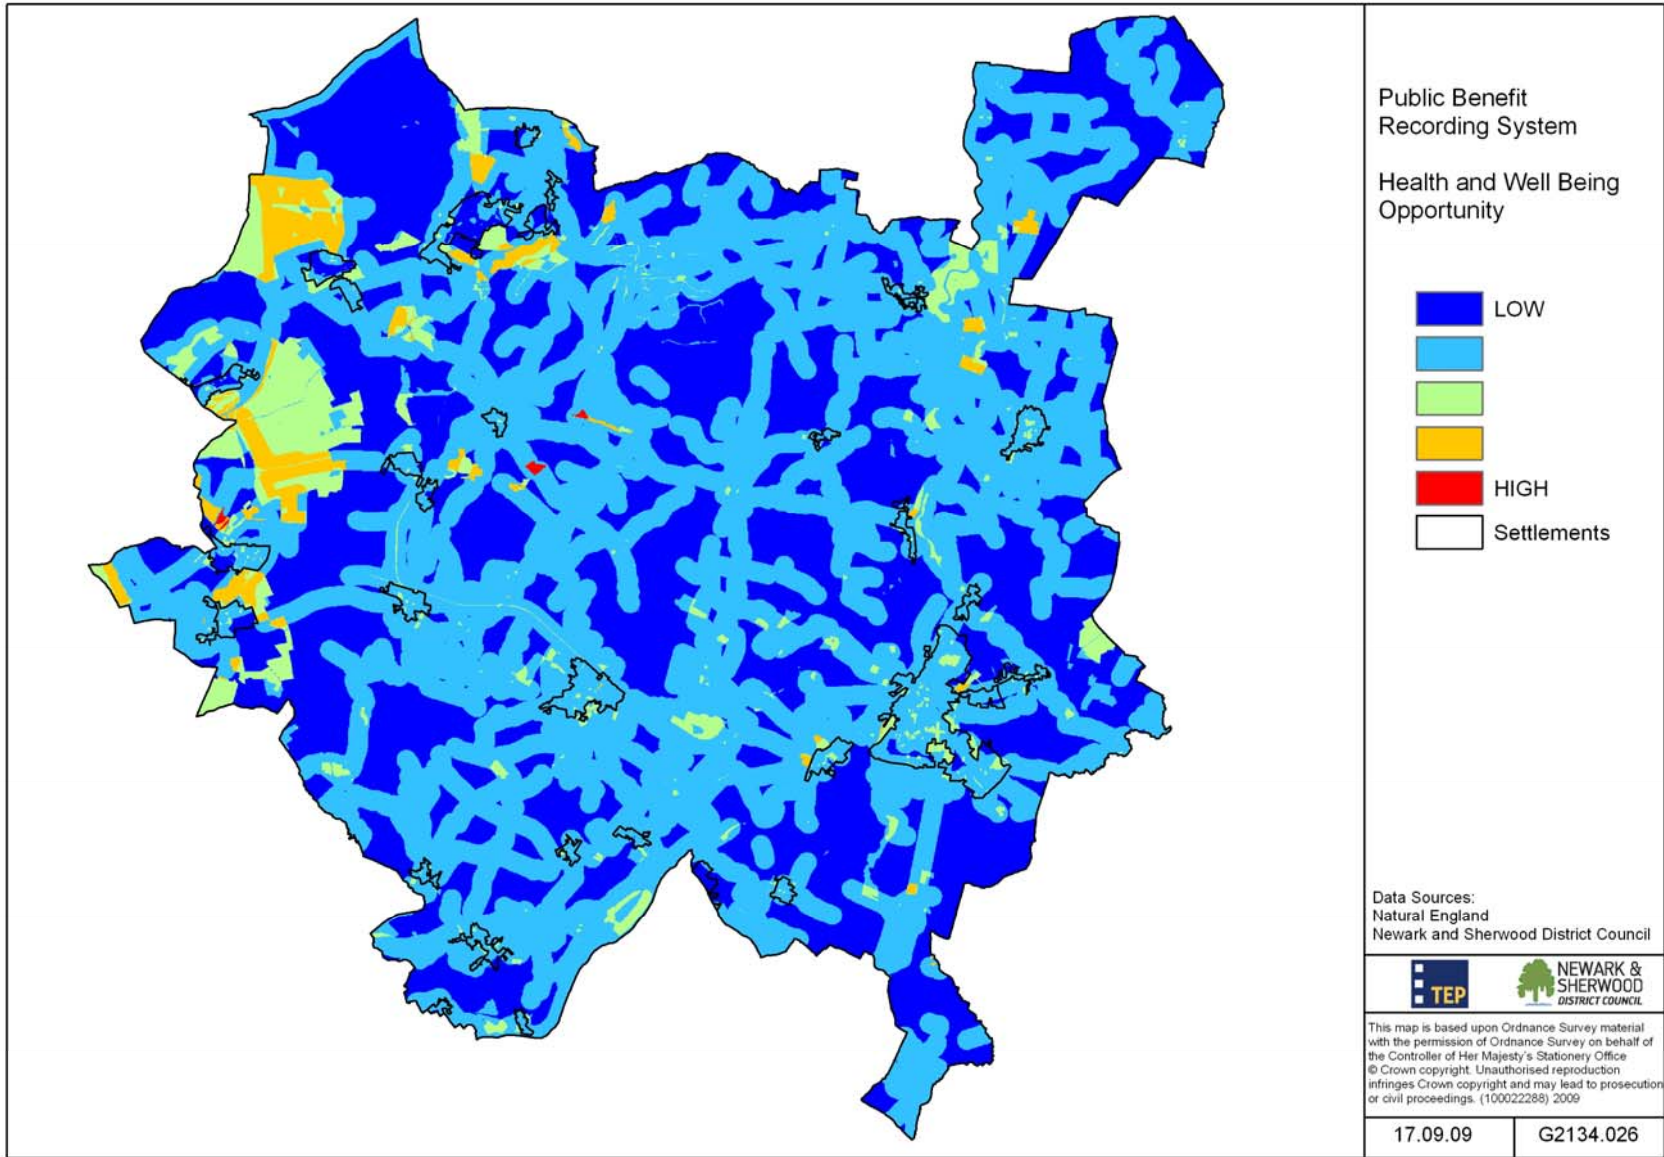 Public Benefit
Recording System
Health and Well Being
Opportunity
LOW
HIGH
Settlements
Data Sources:
Natural England
Newark and Sherwood District Council
TEP
NEWARK &
SHERWOOD
DISTRICT COUNCIL
This map is based upon Ordnance Survey material
with the permission of Ordnance Survey on behalf of
the Controller of Her Majesty's Stationery Office
© Crown copyright. Unauthorised reproduction
infringes Crown copyright and may lead to prosecution
or civil proceedings. (100022288) 2009
17.09.09
G2134.026